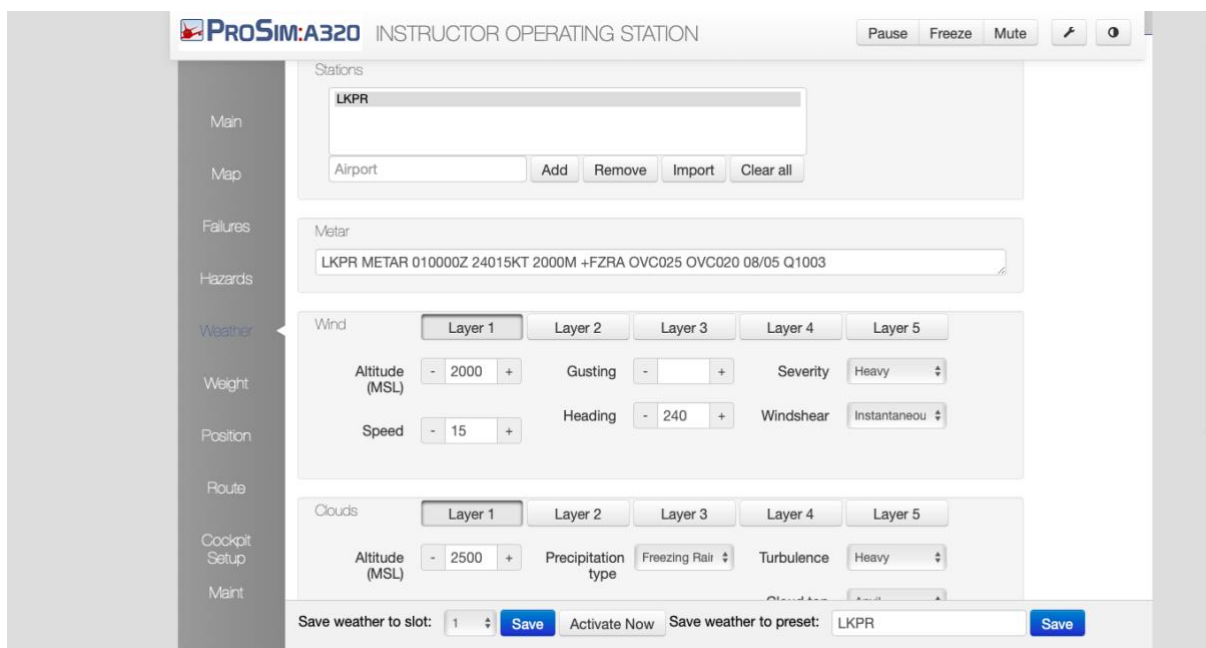 PROSIM:A320 INSTRUCTOR OPERATING STATION Pause Freeze Mute
Stations
LKPR
Main
Map
Failures
Hazards
Weather
Weight
Position
Route
Cockpit
Setup
Maint
Airport Add Remove Import Clear all
Metar
LKPR METAR 010000Z 24015KT 2000M +FZRA OVC025 OVC020 08/05 Q1003
Wind Layer 1 Layer 2 Layer 3 Layer 4 Layer 5
Altitude (MSL) - 2000 + Gusting - + Severity Heavy
Speed - 15 + Heading - 240 + Windshear Instantaneou
Clouds Layer 1 Layer 2 Layer 3 Layer 4 Layer 5
Altitude (MSL) - 2500 + Precipitation type Freezing Rair Turbulence Heavy
Save weather to slot: 1 Save Activate Now Save weather to preset: LKPR Save